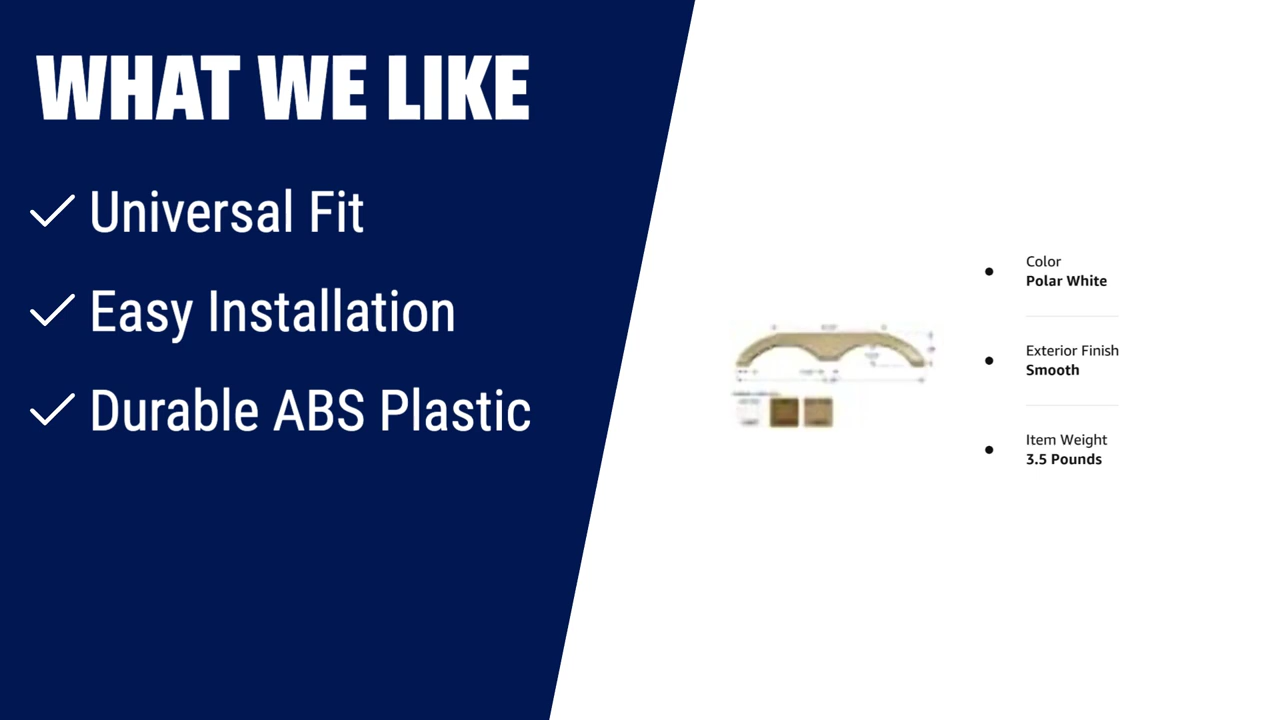 WHAT WE LIKE
Universal Fit
Easy Installation
Durable ABS Plastic
Color
Polar White
Exterior Finish
Smooth
Item Weight
3.5 Pounds